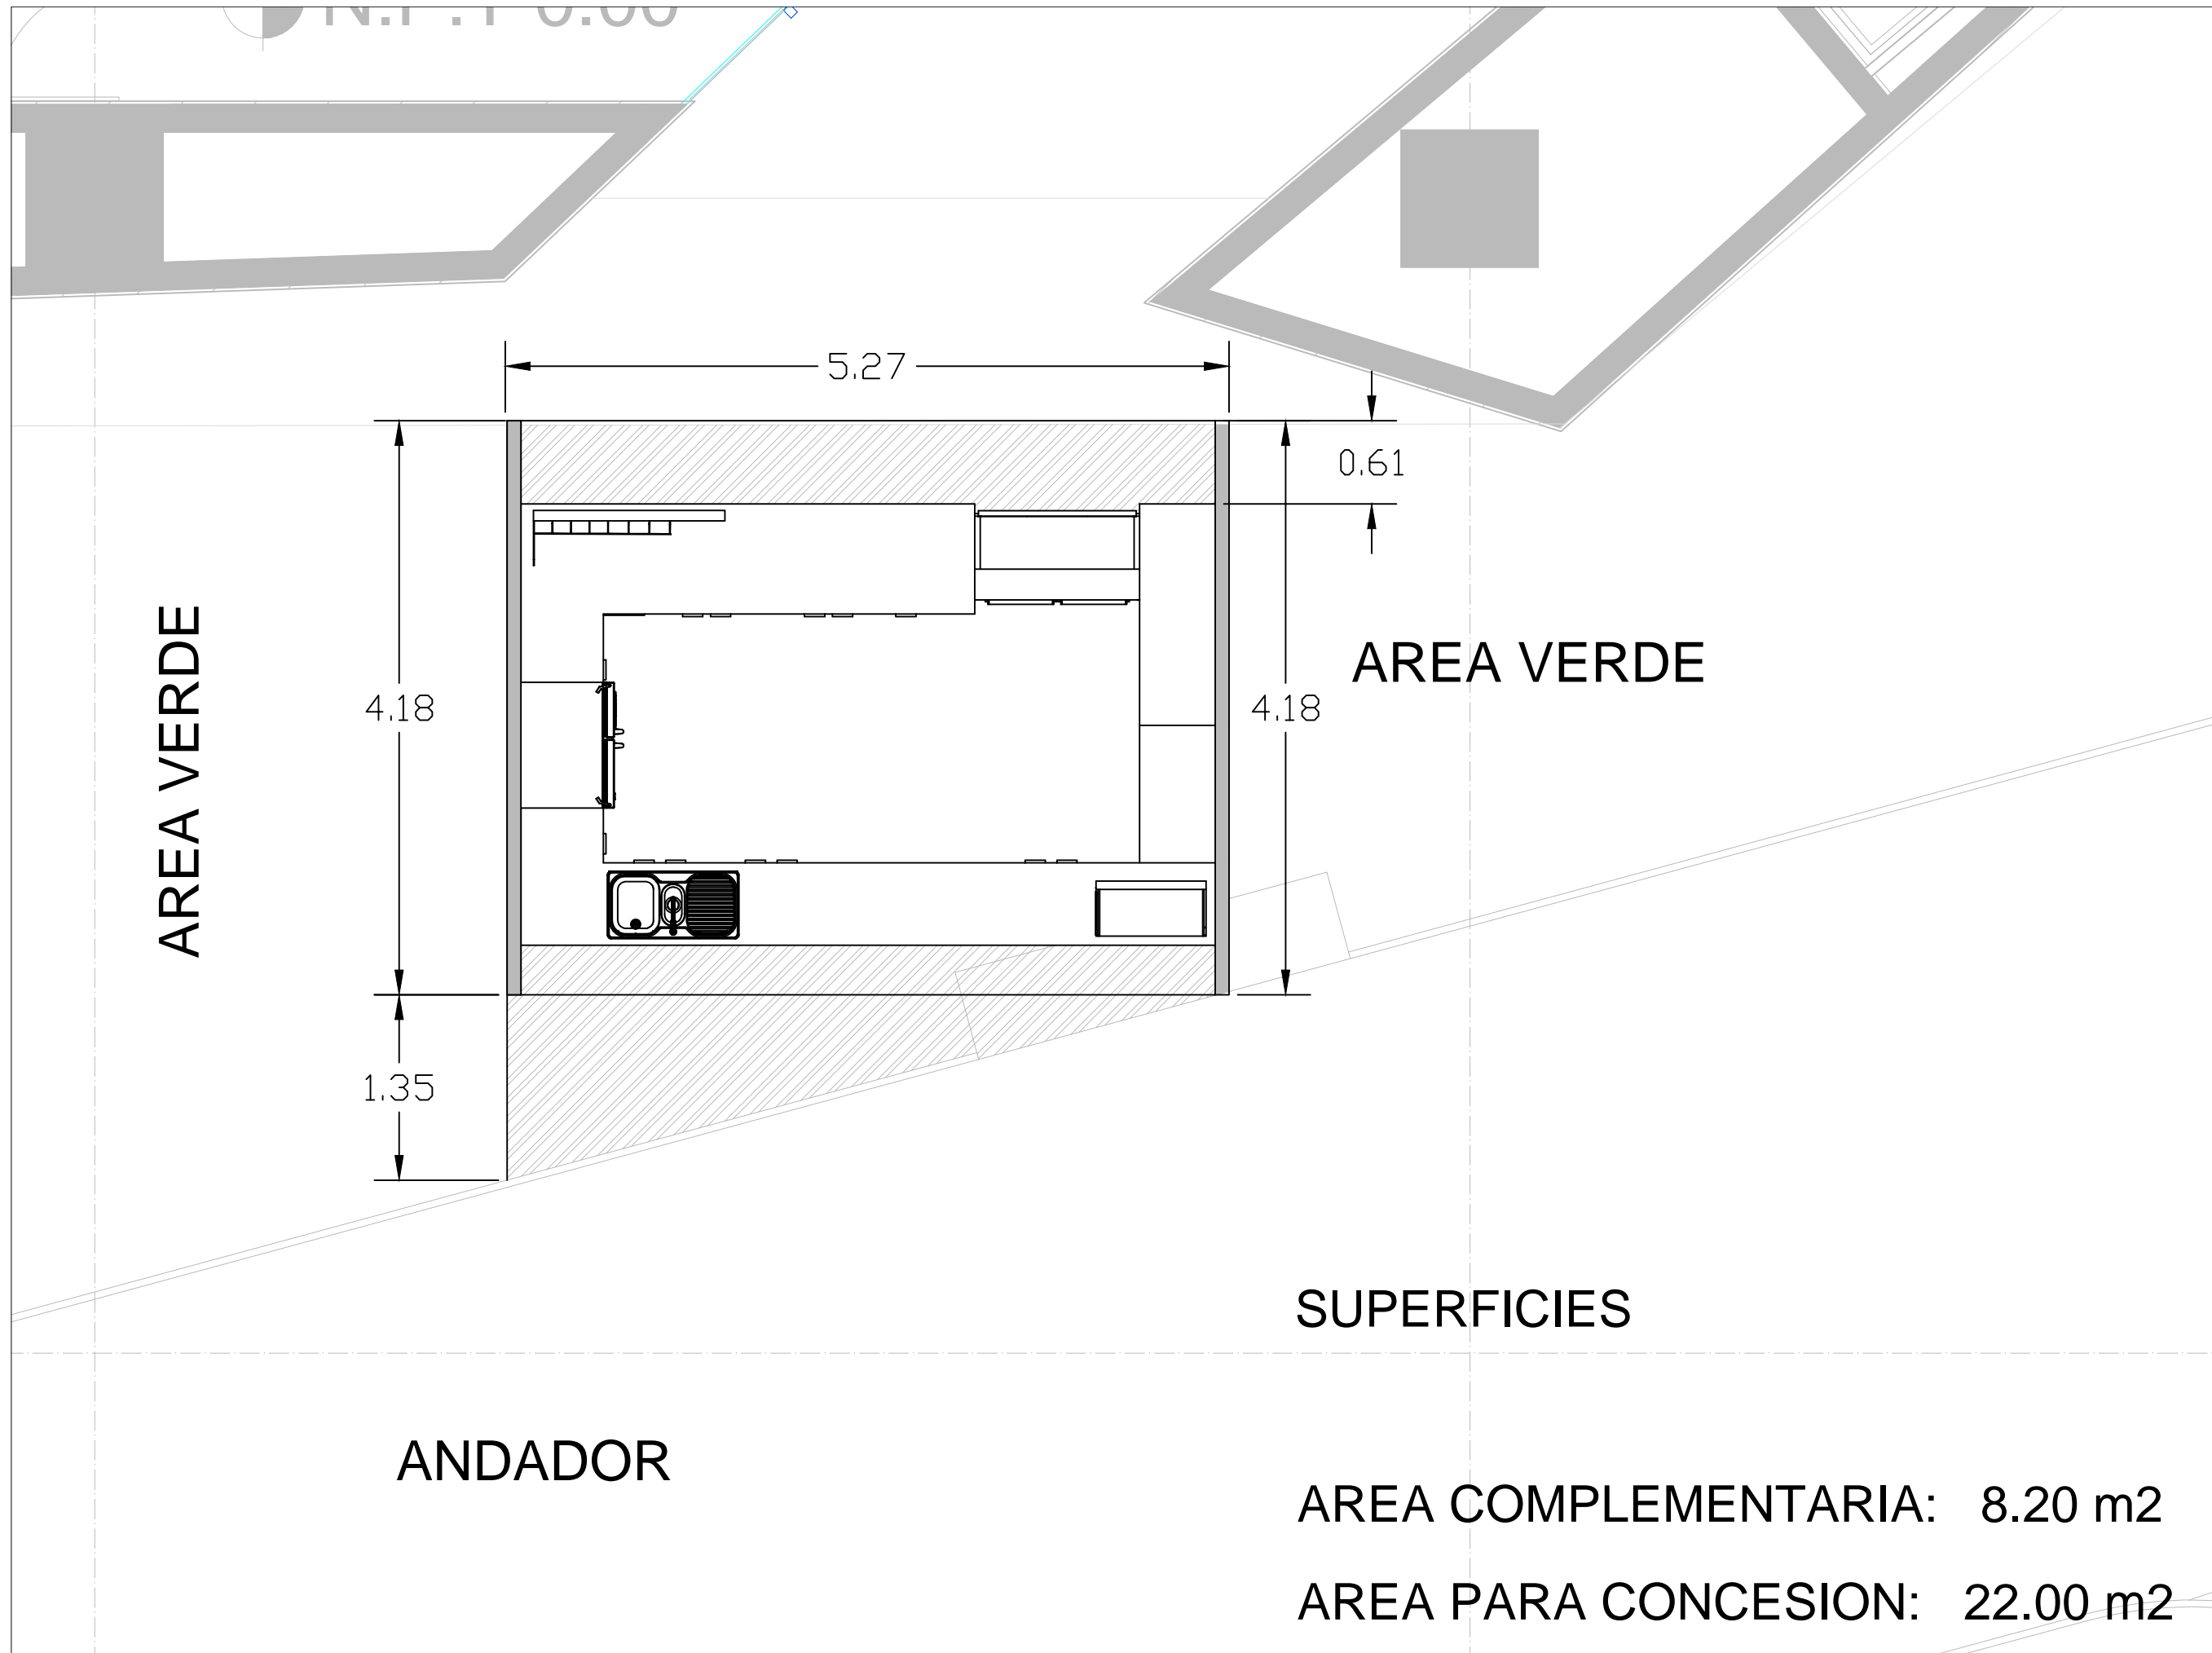 5.27
0.61
AREA VERDE
AREA VERDE
4.18
4.18
1.35
SUPERFICIES
ANDADOR
AREA COMPLEMENTARIA: 8.20 m2
AREA PARA CONCESION: 22.00 m2